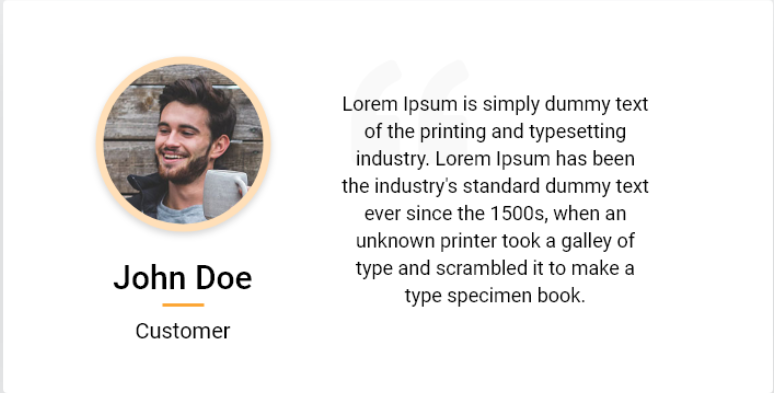 John Doe
Customer
Lorem Ipsum is simply dummy text
of the printing and typesetting
industry. Lorem Ipsum has been
the industry's standard dummy text
ever since the 1500s, when an
unknown printer took a galley of
type and scrambled it to make a
type specimen book.